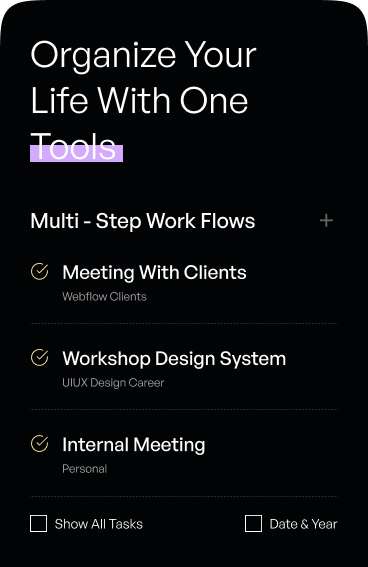 Organize Your
Life With One
Tools
Multi - Step Work Flows
Meeting With Clients
Webflow Clients
Workshop Design System
UIUX Design Career
Internal Meeting
Personal
Show All Tasks
Date & Year